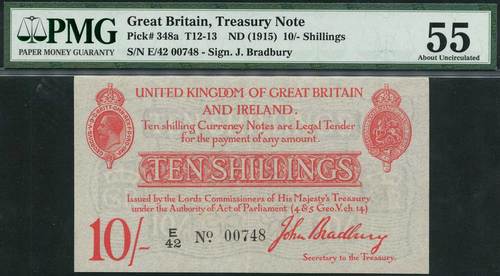 PMG
PAPER MONEY GUARANTY
Great Britain, Treasury Note
Pick# 348a T12-13 ND (1915) 10/- Shillings
S/N E/42 00748 - Sign. J. Bradbury
55
About Uncirculated
UNITED KINGDOM OF GREAT BRITAIN
AND IRELAND.
Ten shilling Currency Notes are Legal Tender
for the payment of any amount.
TEN SHILLINGS
Issued by the Lords Commissioners of His Majesty's Treasury
under the Authority of Act of Parliament (4 & 5 Geo.V. ch. 14)
10/-
E
42 No 00748
John Bradbury
Secretary to the Treasury.